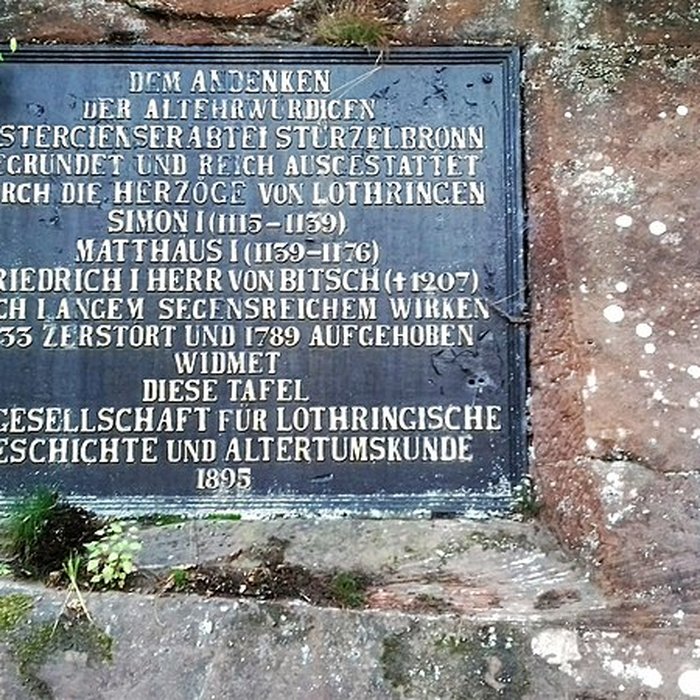 DEM ANDENKEN
DER ALTEHRWÜRDIGEN
STERCIENSERABTEI STÜRZELBRONN
EGRÜNDET UND REICH AUSGESTATTET
RCH DIE HERZÖGE VON LOTHRINGEN
SIMON I (1115–1139)
MATTHÄUS I (1139–1176)
RIEDRICH I HERR VON BITSCH (✝1207)
CH LANGEM SEGENSREICHEM WIRKEN
33 ZERSTÖRT UND 1789 AUFGEHOBEN
WIDMET
DIESE TAFEL
GESELLSCHAFT FÜR LOTHRINGISCHE
ESCHICHTE UND ALTERTUMSKUNDE
1895